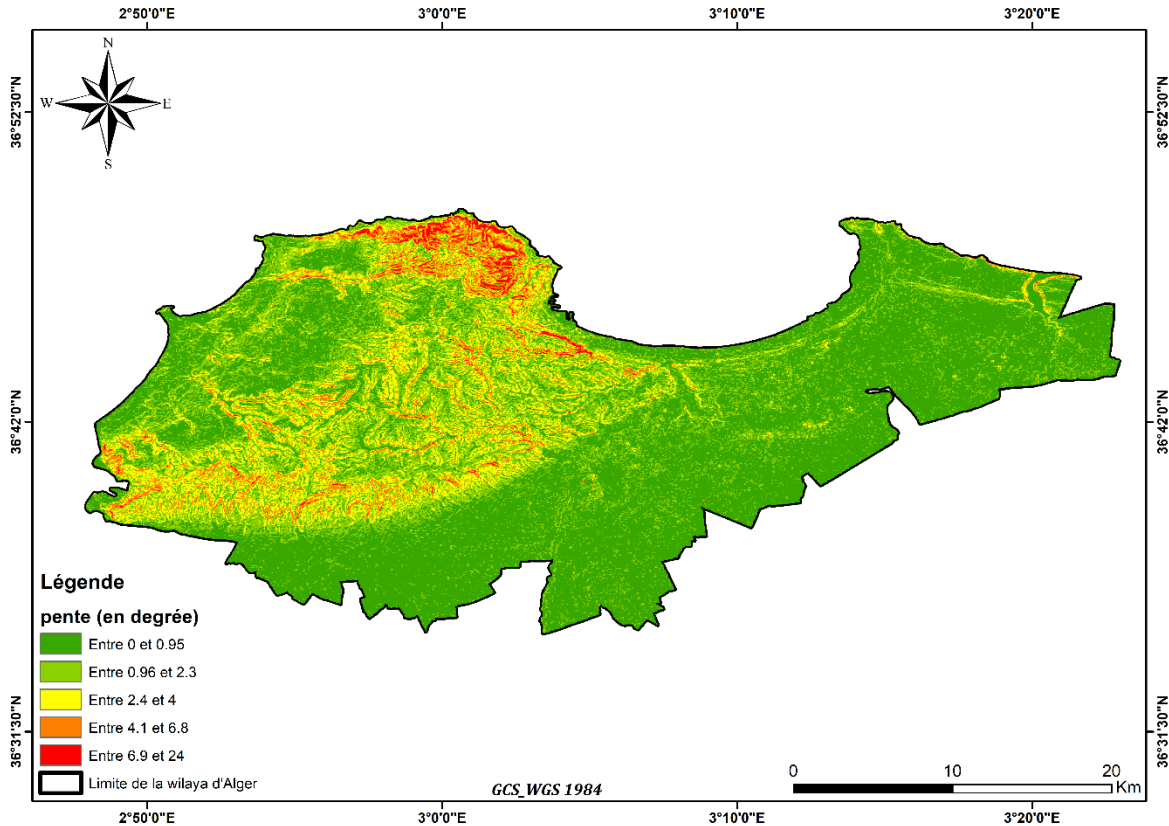 2°50'0"E 3°0'0"E 3°10'0"E 3°20'0"E
N
W E
S
36°52'30"N 36°52'30"N
36°42'0"N 36°42'0"N
36°31'30"N 36°31'30"N
Légende
pente (en degrée)
Entre 0 et 0.95
Entre 0.96 et 2.3
Entre 2.4 et 4
Entre 4.1 et 6.8
Entre 6.9 et 24
Limite de la wilaya d'Alger
GCS_WGS 1984
0 10 20
Km
2°50'0"E 3°0'0"E 3°10'0"E 3°20'0"E